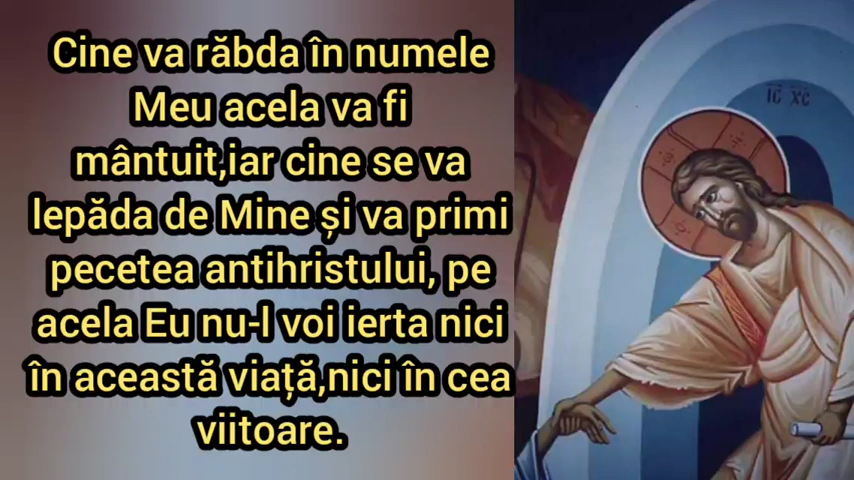 Cine va răbda în numele
Meu acela va fi
mântuit,iar cine se va
lepăda de Mine și va primi
pecetea antihristului, pe
acela Eu nu-l voi ierta nici
în această viață,nici în cea
viitoare.
IC XC